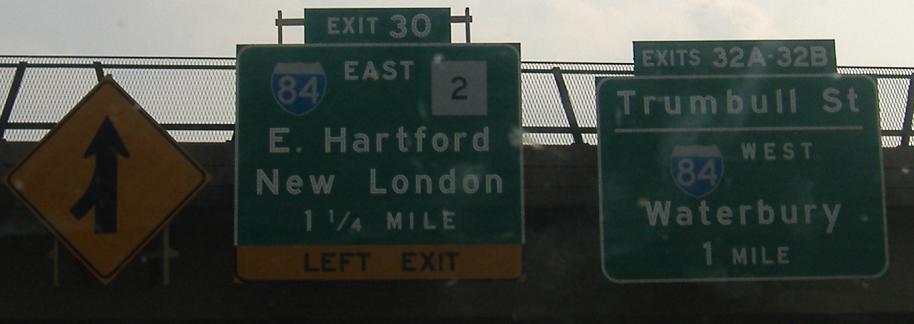 EXIT 30
84 EAST 2
E. Hartford
New London
1 1/4 MILE
LEFT EXIT
EXITS 32A-32B
Trumbull St
84 WEST
Waterbury
1 MILE